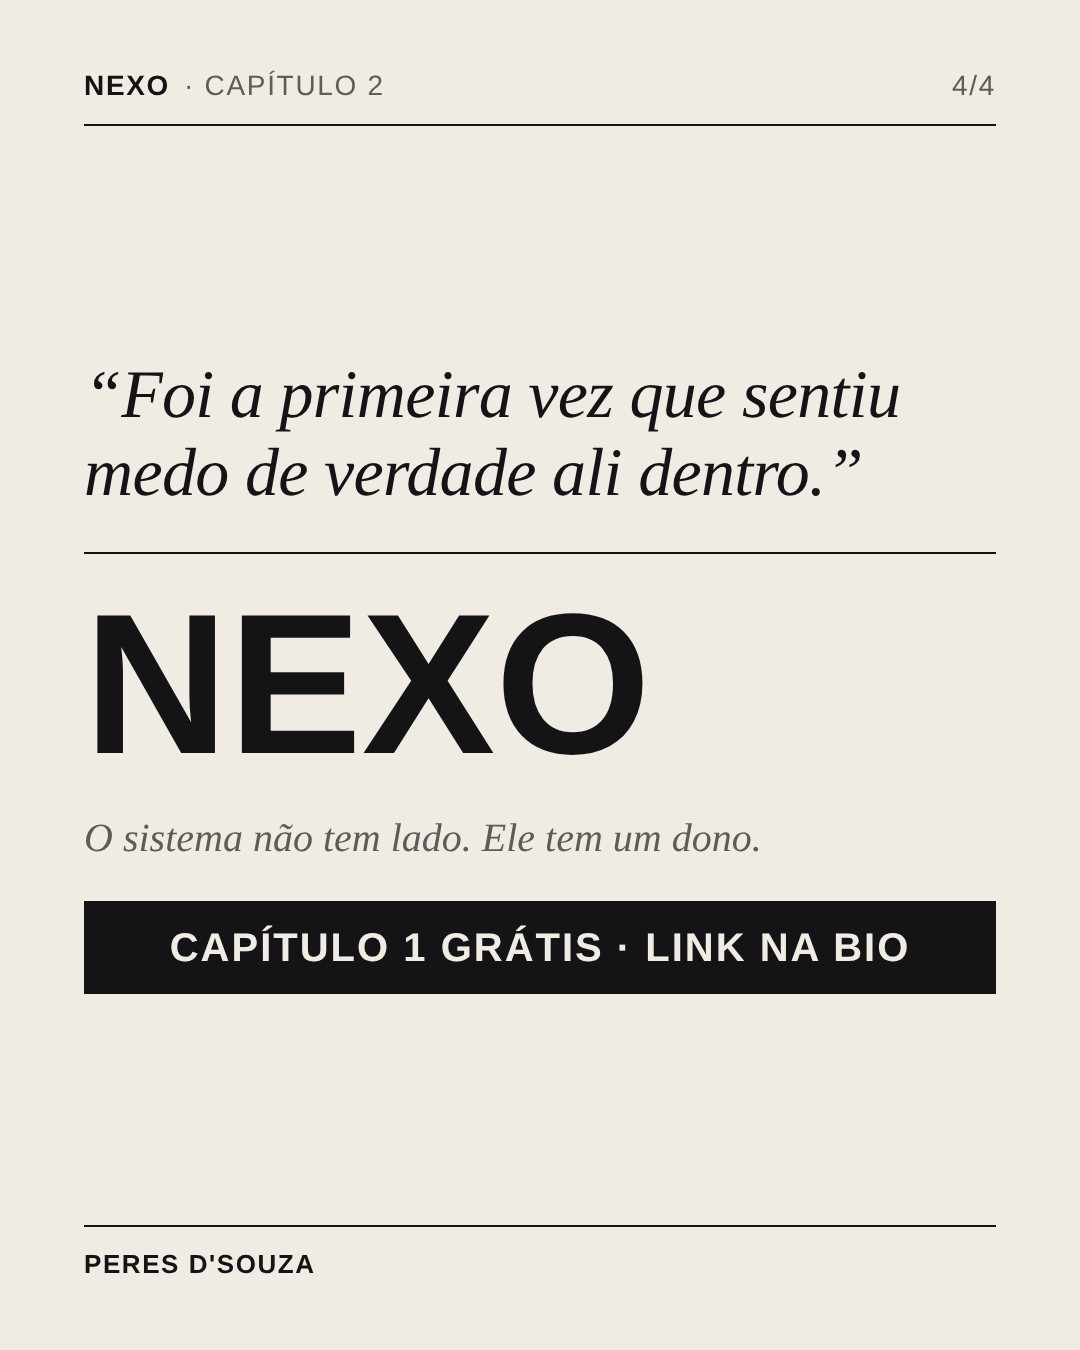 NEXO · CAPÍTULO 2
4/4
“Foi a primeira vez que sentiu
medo de verdade ali dentro.”
NEXO
O sistema não tem lado. Ele tem um dono.
CAPÍTULO 1 GRÁTIS · LINK NA BIO
PERES D'SOUZA